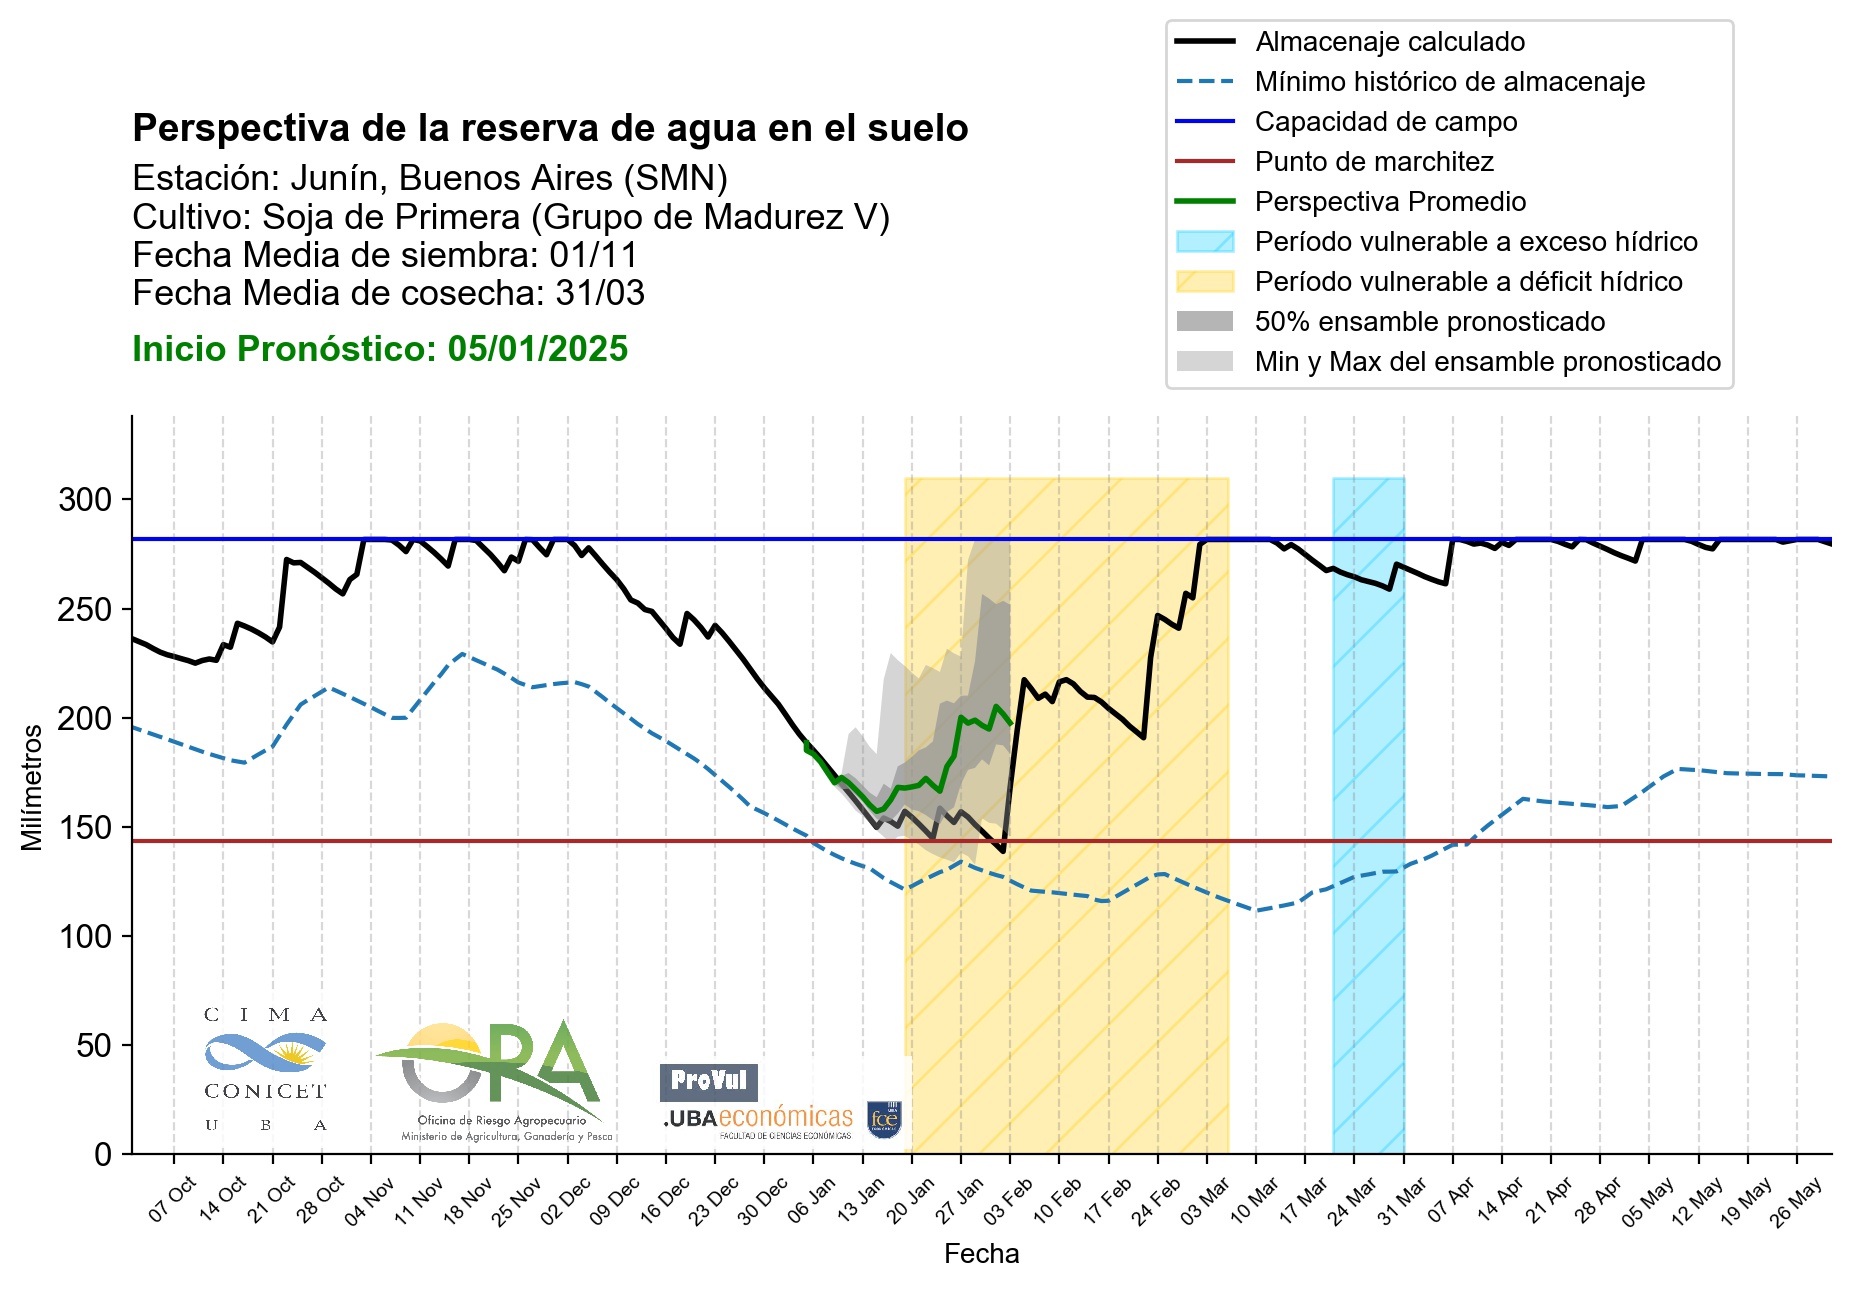 Almacenaje calculado
Mínimo histórico de almacenaje
Capacidad de campo
Punto de marchitez
Perspectiva Promedio
Período vulnerable a exceso hídrico
Período vulnerable a déficit hídrico
50% ensamble pronosticado
Min y Max del ensamble pronosticado
Perspectiva de la reserva de agua en el suelo
Estación: Junín, Buenos Aires (SMN)
Cultivo: Soja de Primera (Grupo de Madurez V)
Fecha Media de siembra: 01/11
Fecha Media de cosecha: 31/03
Inicio Pronóstico: 05/01/2025
Milímetros
300
250
200
150
100
50
0
CIMA
CONICET
UBA
ORA
Oficina de Riesgo Agropecuario
Ministerio de Agricultura, Ganadería y Pesca
ProVul
.UBAeconómicas
FACULTAD DE CIENCIAS ECONÓMICAS
fce
07 Oct
14 Oct
21 Oct
28 Oct
04 Nov
11 Nov
18 Nov
25 Nov
02 Dec
09 Dec
16 Dec
23 Dec
30 Dec
06 Jan
13 Jan
20 Jan
27 Jan
03 Feb
10 Feb
17 Feb
24 Feb
03 Mar
10 Mar
17 Mar
24 Mar
31 Mar
07 Apr
14 Apr
21 Apr
28 Apr
05 May
12 May
19 May
26 May
Fecha